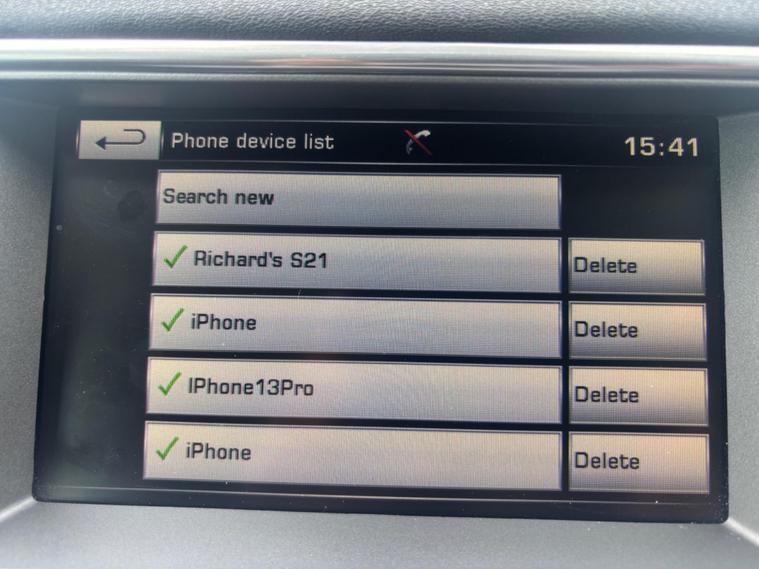 Phone device list
15:41
Search new
Richard's S21
Delete
iPhone
Delete
IPhone13Pro
Delete
iPhone
Delete